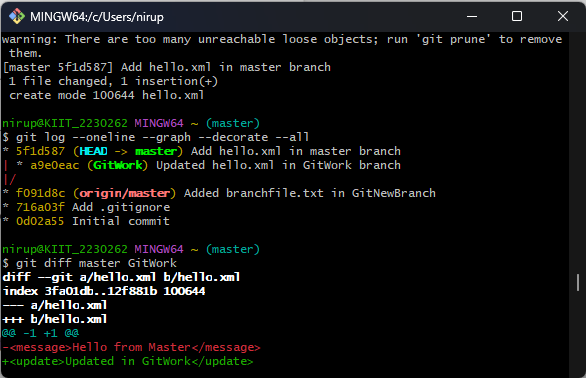 MINGW64:/c/Users/nirup
warning: There are too many unreachable loose objects; run 'git prune' to remove
 them.
[master 5f1d587] Add hello.xml in master branch
 1 file changed, 1 insertion(+)
 create mode 100644 hello.xml
nirup@KIIT_2230262 MINGW64 ~ (master)
$ git log --oneline --graph --decorate --all
* 5f1d587 (HEAD -> master) Add hello.xml in master branch
| * a9e0eac (GitWork) Updated hello.xml in GitWork branch
|/
* f091d8c (origin/master) Added branchfile.txt in GitNewBranch
* 716a03f Add .gitignore
* 0d02a55 Initial commit
nirup@KIIT_2230262 MINGW64 ~ (master)
$ git diff master GitWork
diff --git a/hello.xml b/hello.xml
index 3fa01db..12f881b 100644
--- a/hello.xml
+++ b/hello.xml
@@ -1 +1 @@
-<message>Hello from Master</message>
+<update>Updated in GitWork</update>